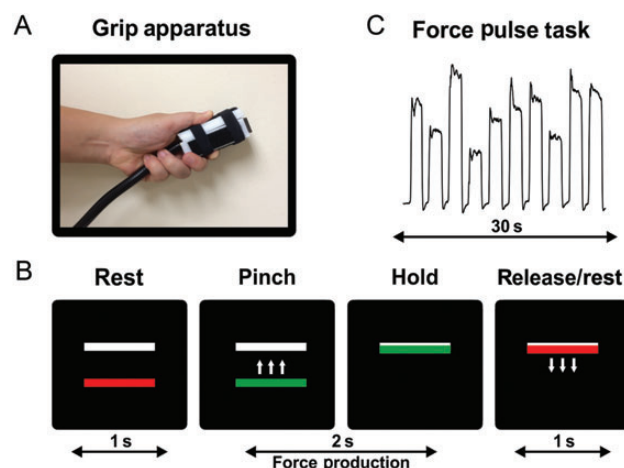 A
Grip apparatus
C
Force pulse task
30 s
B
Rest
Pinch
Hold
Release/rest
1 s
2 s
1 s
Force production